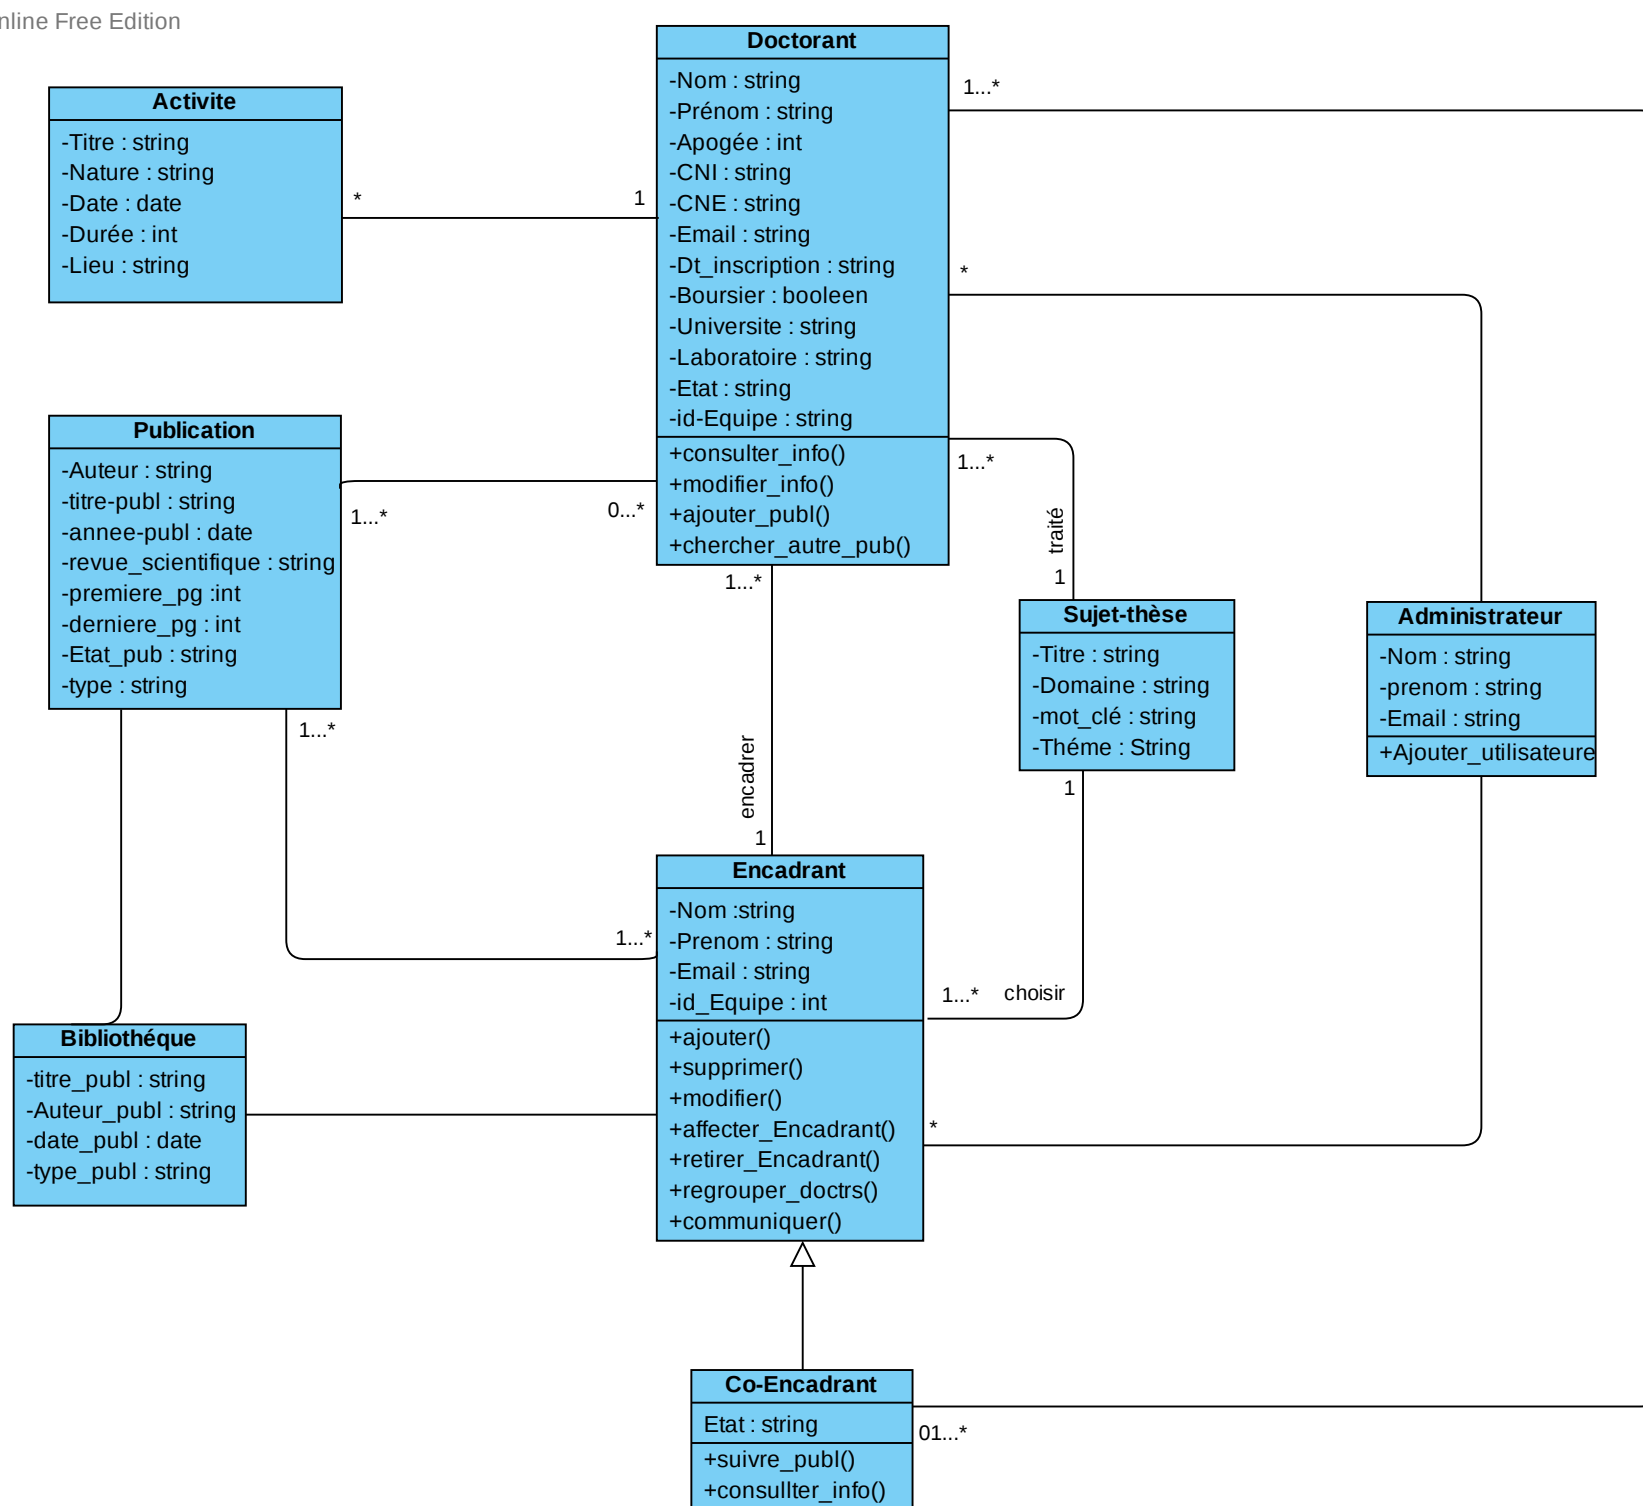 nline Free Edition
Doctorant
-Nom : string
-Prénom : string
-Apogée : int
-CNI : string
-CNE : string
-Email : string
-Dt_inscription : string
-Boursier : booleen
-Universite : string
-Laboratoire : string
-Etat : string
-id-Equipe : string
+consulter_info()
+modifier_info()
+ajouter_publ()
+chercher_autre_pub()
1...*
Activite
-Titre : string
-Nature : string
-Date : date
-Durée : int
-Lieu : string
*
1
*
Publication
-Auteur : string
-titre-publ : string
-annee-publ : date
-revue_scientifique : string
-premiere_pg :int
-derniere_pg : int
-Etat_pub : string
-type : string
1...*
0...*
1...*
traité
1
1...*
Sujet-thèse
-Titre : string
-Domaine : string
-mot_clé : string
-Théme : String
Administrateur
-Nom : string
-prenom : string
-Email : string
+Ajouter_utilisateure
1...*
encadrer
1
1
Encadrant
-Nom :string
-Prenom : string
-Email : string
-id_Equipe : int
+ajouter()
+supprimer()
+modifier()
+affecter_Encadrant()
+retirer_Encadrant()
+regrouper_doctrs()
+communiquer()
1...*
1...*
choisir
*
Bibliothéque
-titre_publ : string
-Auteur_publ : string
-date_publ : date
-type_publ : string
Co-Encadrant
Etat : string
+suivre_publ()
+consullter_info()
01...*